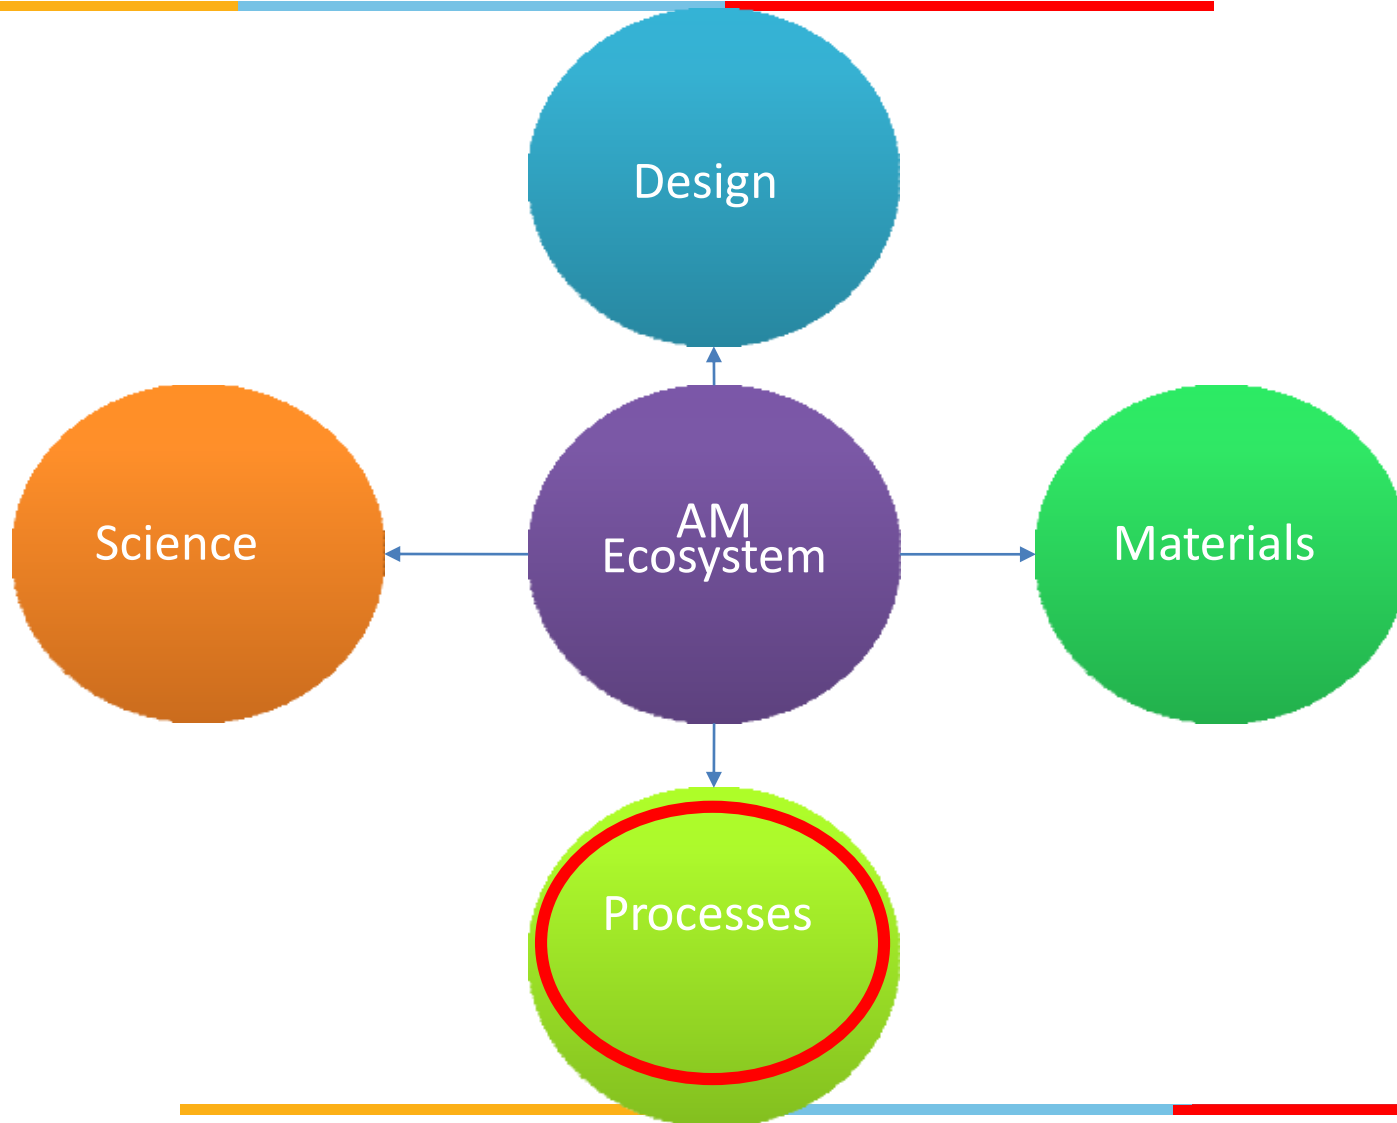 Design
Science
AM
Ecosystem
Materials
Processes